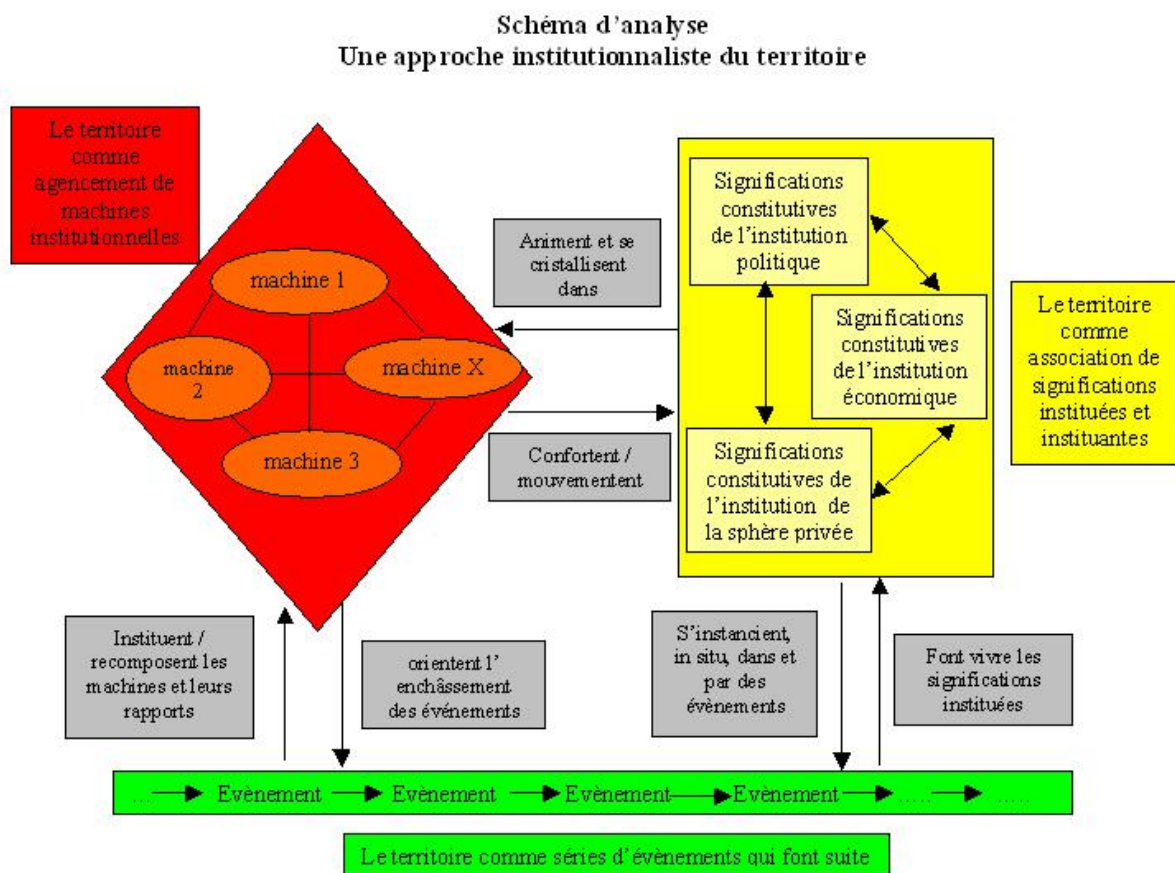 Schéma d'analyse
Une approche institutionnaliste du territoire
Le territoire
comme
agencement de
machines
institutionnelles
machine 1
machine
2
machine X
machine 3
Animent et se
cristallisent
dans
Confortent /
mouvementent
Significations
constitutives
de l'institution
politique
Significations
constitutives
de l'institution
économique
Significations
constitutives de
l'institution de
la sphère privée
Le territoire
comme
association de
significations
instituées et
instituantes
Instituent /
recomposent les
machines et leurs
rapports
orientent l'
enchâssement
des événements
S'instancient,
in situ, dans et
par des
évènements
Font vivre les
significations
instituées
... Evènement Evènement Evènement Evènement ..... .....
Le territoire comme séries d'évènements qui font suite